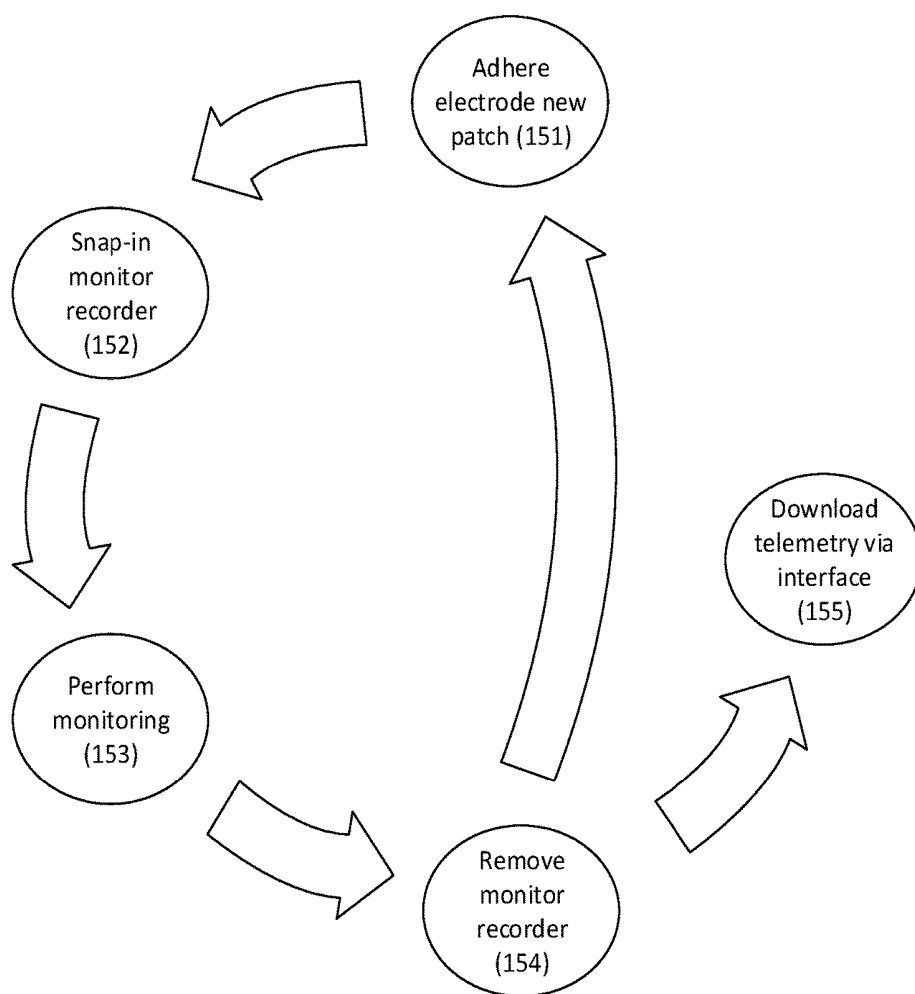 Adhere
electrode new
patch (151)
Snap-in
monitor
recorder
(152)
Perform
monitoring
(153)
Remove
monitor
recorder
(154)
Download
telemetry via
interface
(155)